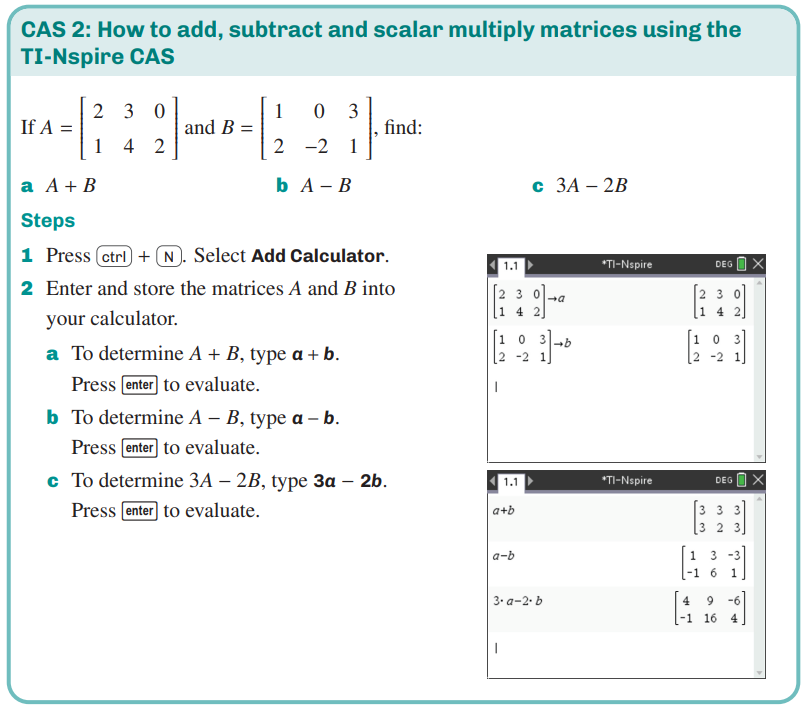 CAS 2: How to add, subtract and scalar multiply matrices using the
TI-Nspire CAS
If A = [2 3 0; 1 4 2] and B = [1 0 3; 2 −2 1], find:
a A + B b A − B c 3A − 2B
Steps
1 Press ctrl + N. Select Add Calculator.
2 Enter and store the matrices A and B into
your calculator.
a To determine A + B, type a + b.
Press enter to evaluate.
b To determine A − B, type a − b.
Press enter to evaluate.
c To determine 3A − 2B, type 3a − 2b.
Press enter to evaluate.
1.1 *TI-Nspire DEG
[2 3 0; 1 4 2]→a [2 3 0; 1 4 2]
[1 0 3; 2 -2 1]→b [1 0 3; 2 -2 1]
1.1 *TI-Nspire DEG
a+b [3 3 3; 3 2 3]
a-b [1 3 -3; -1 6 1]
3·a-2·b [4 9 -6; -1 16 4]